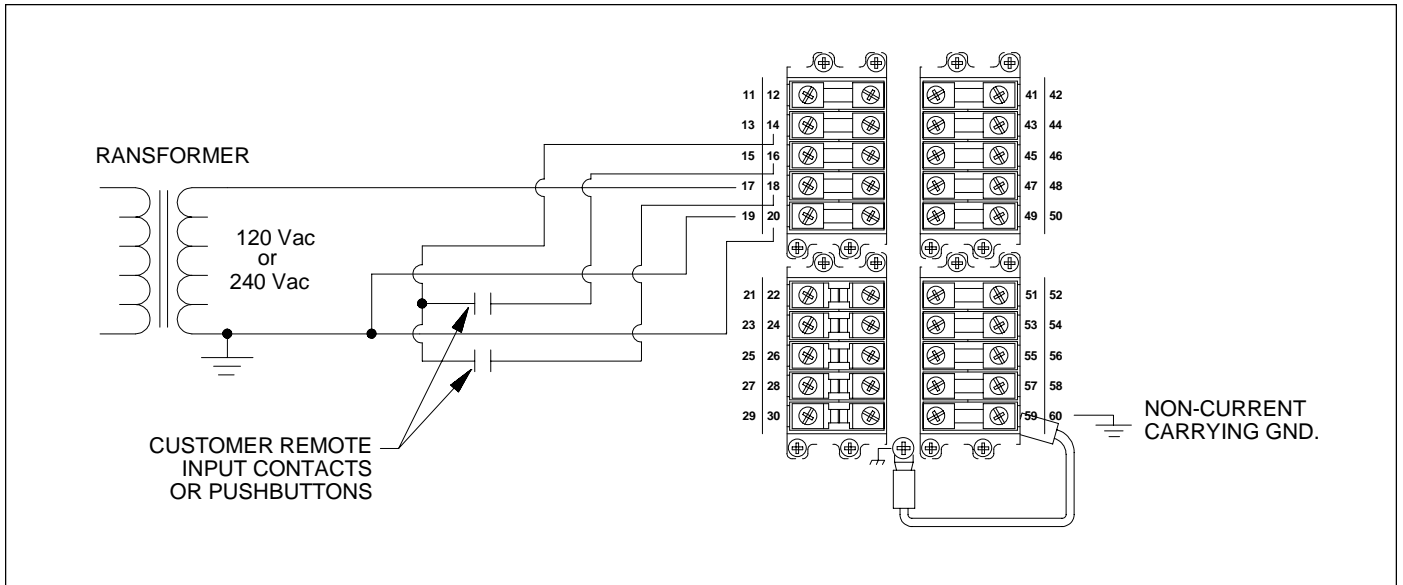 RANSFORMER
120 Vac
or
240 Vac
CUSTOMER REMOTE
INPUT CONTACTS
OR PUSHBUTTONS
11 12
13 14
15 16
17 18
19 20
21 22
23 24
25 26
27 28
29 30
41 42
43 44
45 46
47 48
49 50
51 52
53 54
55 56
57 58
59 60
NON-CURRENT
CARRYING GND.